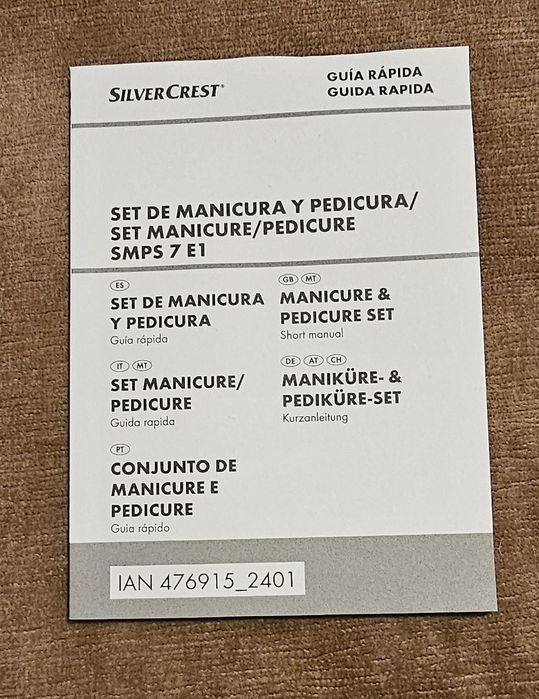 SILVERCREST®
GUÍA RÁPIDA
GUIDA RAPIDA
SET DE MANICURA Y PEDICURA/
SET MANICURE/PEDICURE
SMPS 7 E1
ES
SET DE MANICURA
Y PEDICURA
Guía rápida
GB MT
MANICURE &
PEDICURE SET
Short manual
IT MT
SET MANICURE/
PEDICURE
Guida rapida
DE AT CH
MANIKÜRE- &
PEDIKÜRE-SET
Kurzanleitung
PT
CONJUNTO DE
MANICURE E
PEDICURE
Guia rápido
IAN 476915_2401